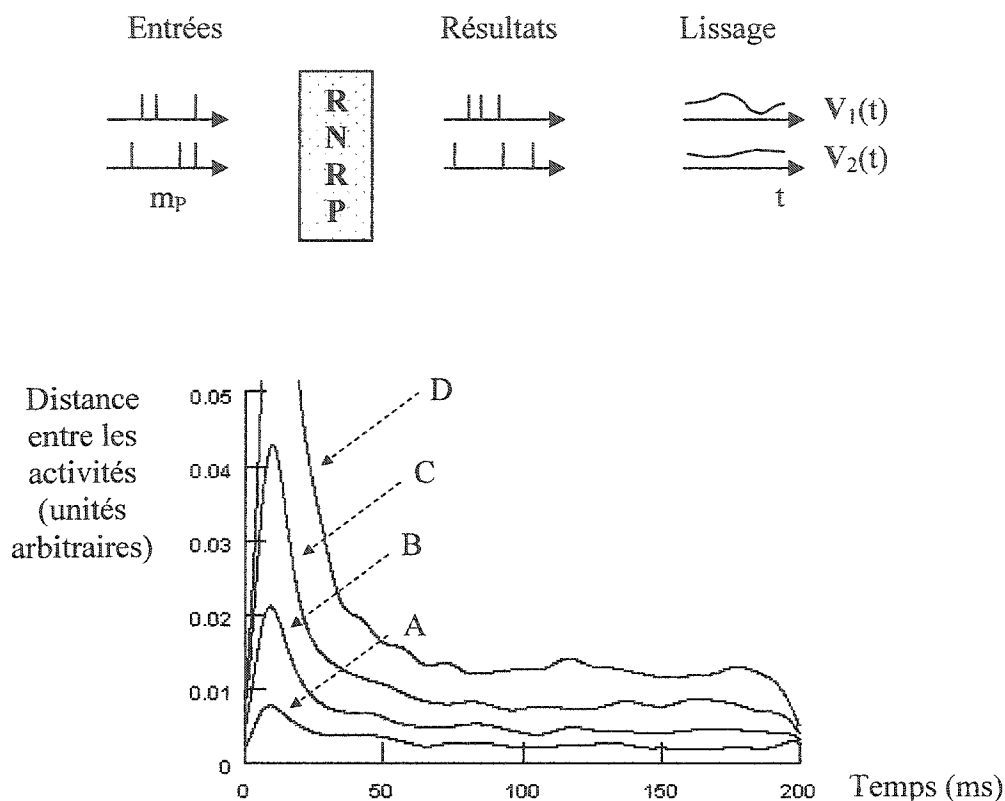 Entrées
Résultats
Lissage
R
N
R
P
V₁(t)
V₂(t)
mP
t
Distance
entre les
activités
(unités
arbitraires)
0.05
0.04
0.03
0.02
0.01
0
D
C
B
A
0
50
100
150
200
Temps (ms)